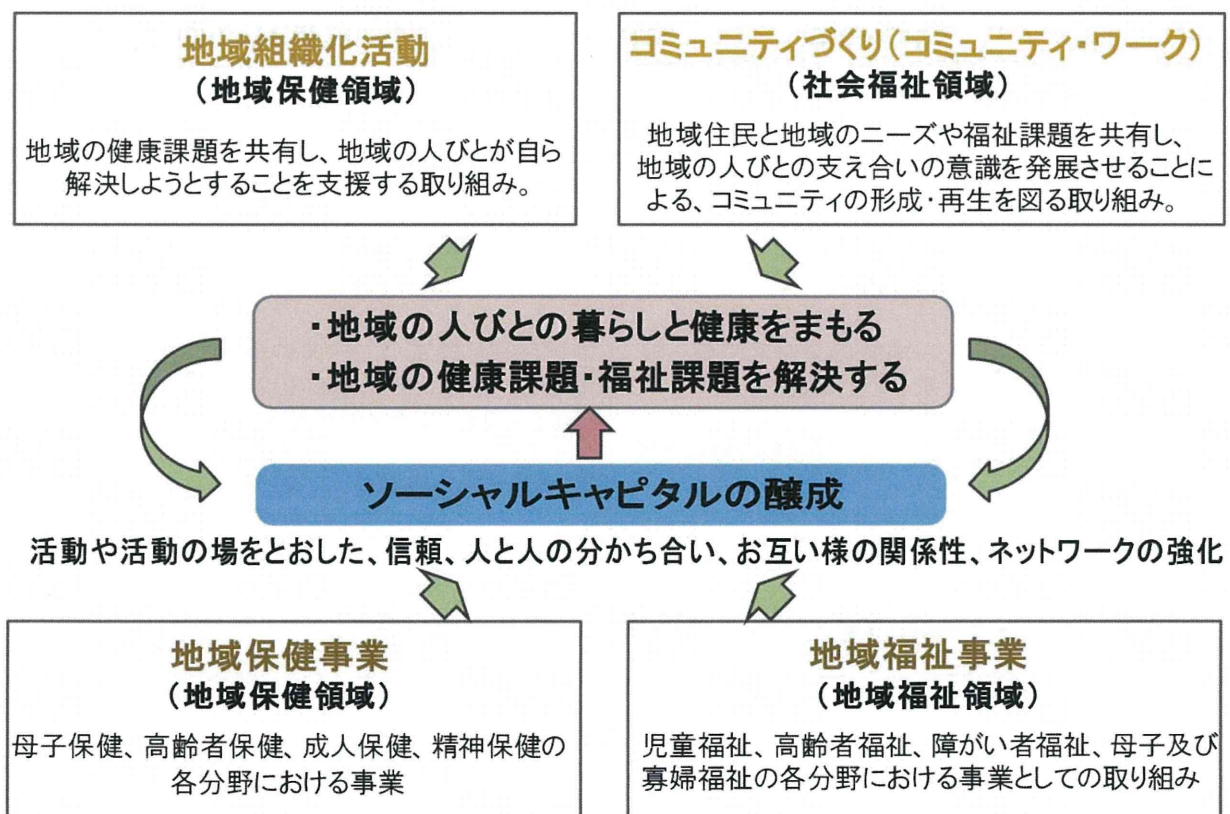 地域組織化活動
（地域保健領域）
地域の健康課題を共有し、地域の人びとが自ら
解決しようとすることを支援する取り組み。
コミュニティづくり（コミュニティ・ワーク）
（社会福祉領域）
地域住民と地域のニーズや福祉課題を共有し、
地域の人びとの支え合いの意識を発展させることに
よる、コミュニティの形成・再生を図る取り組み。
・地域の人びとの暮らしと健康をまもる
・地域の健康課題・福祉課題を解決する
ソーシャルキャピタルの醸成
活動や活動の場をとおした、信頼、人と人の分かち合い、お互い様の関係性、ネットワークの強化
地域保健事業
（地域保健領域）
母子保健、高齢者保健、成人保健、精神保健の
各分野における事業
地域福祉事業
（地域福祉領域）
児童福祉、高齢者福祉、障がい者福祉、母子及び
寡婦福祉の各分野における事業としての取り組み